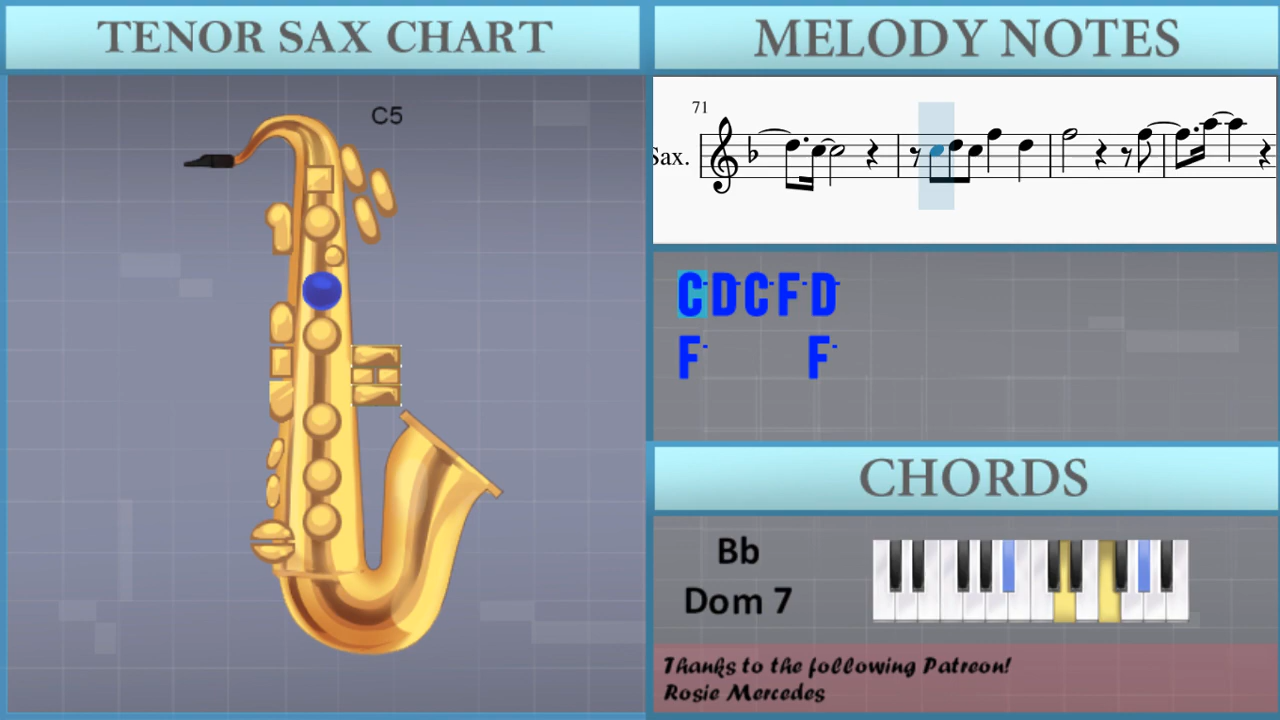 TENOR SAX CHART
MELODY NOTES
C5
71
Sax.
C D C F D
F F
CHORDS
Bb
Dom 7
Thanks to the following Patreon!
Rosie Mercedes